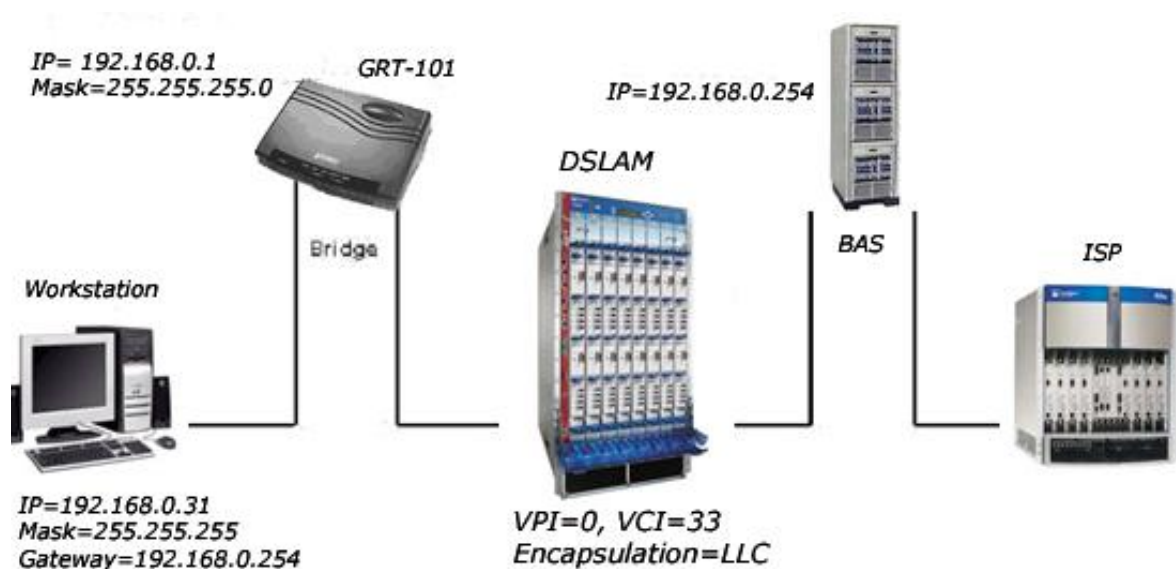 IP= 192.168.0.1
Mask=255.255.255.0
GRT-101
IP=192.168.0.254
DSLAM
Bridge
BAS
ISP
Workstation
IP=192.168.0.31
Mask=255.255.255
Gateway=192.168.0.254
VPI=0, VCI=33
Encapsulation=LLC